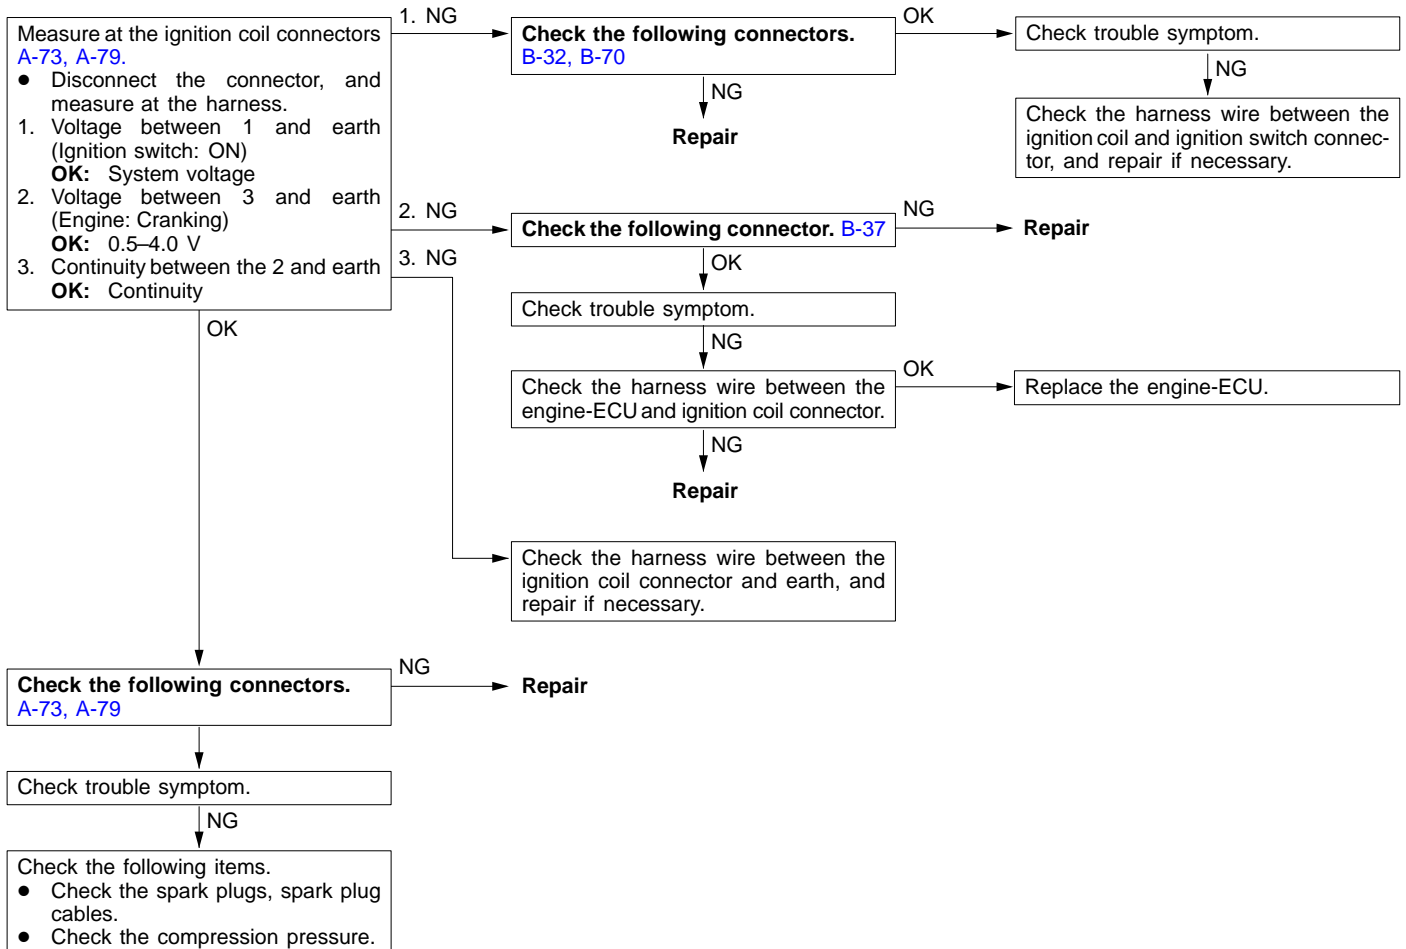 Measure at the ignition coil connectors
A-73, A-79.
● Disconnect the connector, and
measure at the harness.
1. Voltage between 1 and earth
(Ignition switch: ON)
OK: System voltage
2. Voltage between 3 and earth
(Engine: Cranking)
OK: 0.5–4.0 V
3. Continuity between the 2 and earth
OK: Continuity
1. NG
Check the following connectors.
B-32, B-70
OK
Check trouble symptom.
NG
Check the harness wire between the
ignition coil and ignition switch connec-
tor, and repair if necessary.
NG
Repair
2. NG
Check the following connector. B-37
NG
Repair
OK
Check trouble symptom.
NG
Check the harness wire between the
engine-ECU and ignition coil connector.
OK
Replace the engine-ECU.
NG
Repair
3. NG
Check the harness wire between the
ignition coil connector and earth, and
repair if necessary.
OK
Check the following connectors.
A-73, A-79
NG
Repair
Check trouble symptom.
NG
Check the following items.
● Check the spark plugs, spark plug
cables.
● Check the compression pressure.